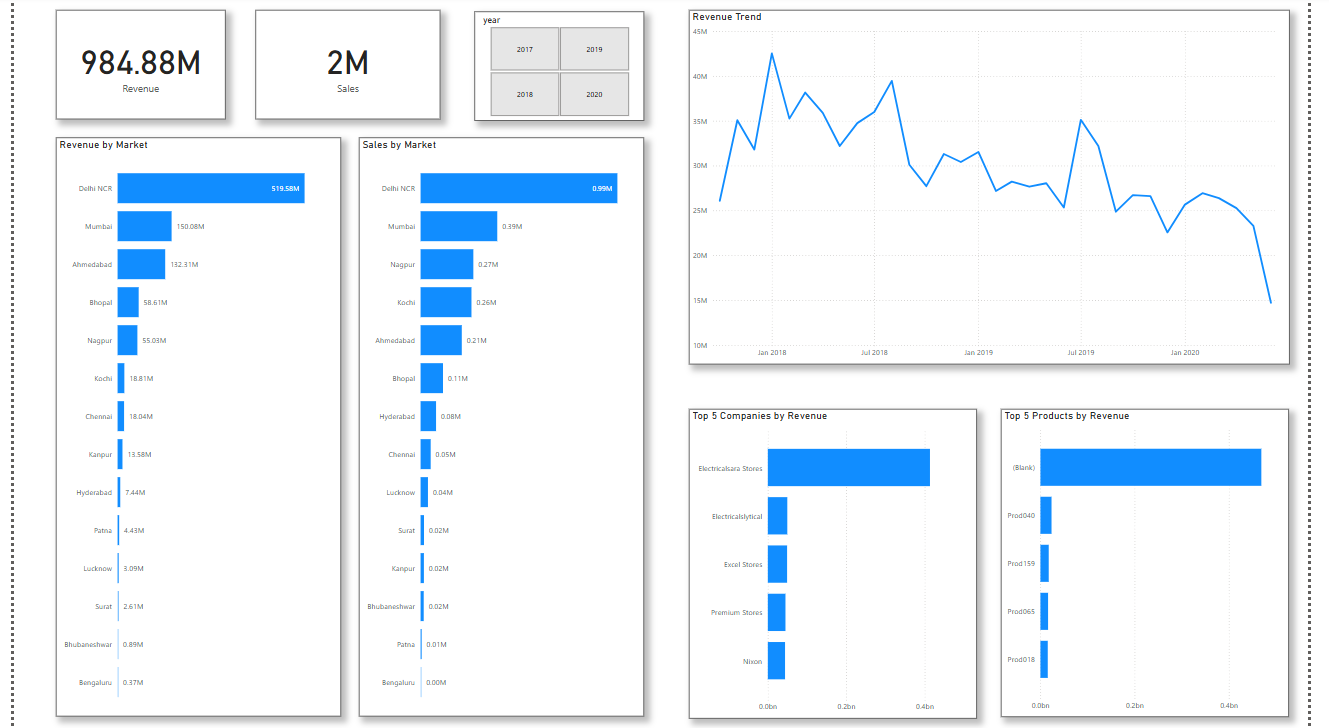 984.88M
Revenue
2M
Sales
year
2017
2019
2018
2020
Revenue by Market
Delhi NCR 519.58M
Mumbai 150.08M
Ahmedabad 132.31M
Bhopal 58.61M
Nagpur 55.03M
Kochi 18.81M
Chennai 18.04M
Kanpur 13.58M
Hyderabad 7.44M
Patna 4.43M
Lucknow 3.09M
Surat 2.61M
Bhubaneshwar 0.89M
Bengaluru 0.37M
Sales by Market
Delhi NCR 0.99M
Mumbai 0.39M
Nagpur 0.27M
Kochi 0.26M
Ahmedabad 0.21M
Bhopal 0.11M
Hyderabad 0.08M
Chennai 0.05M
Lucknow 0.04M
Surat 0.02M
Kanpur 0.02M
Bhubaneshwar 0.02M
Patna 0.01M
Bengaluru 0.00M
Revenue Trend
45M
40M
35M
30M
25M
20M
15M
10M
Jan 2018 Jul 2018 Jan 2019 Jul 2019 Jan 2020
Top 5 Companies by Revenue
Electricalsara Stores
Electricalslytical
Excel Stores
Premium Stores
Nixon
0.0bn 0.2bn 0.4bn
Top 5 Products by Revenue
(Blank)
Prod040
Prod159
Prod065
Prod018
0.0bn 0.2bn 0.4bn